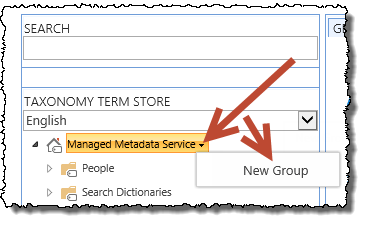 SEARCH
TAXONOMY TERM STORE
English
Managed Metadata Service
New Group
People
Search Dictionaries